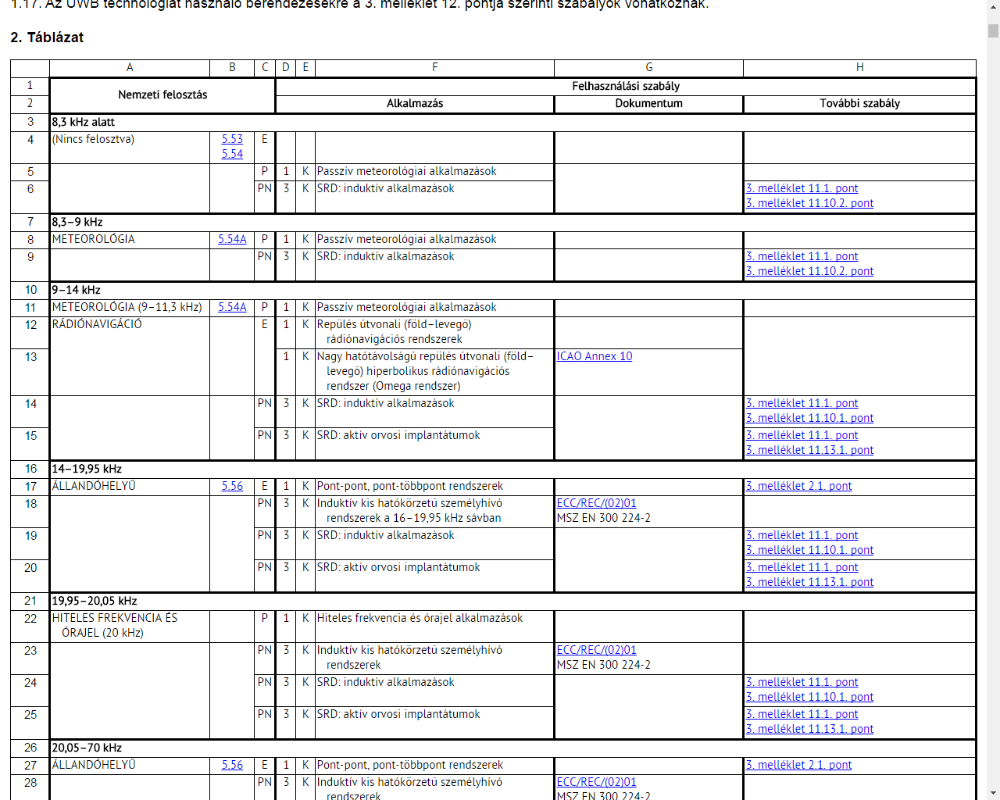 1.17. Az UWB technológiát használó berendezésekre a 3. melléklet 12. pontja szerinti szabályok vonatkoznak.
2. Táblázat
A B C D E F G H
1 Nemzeti felosztás Felhasználási szabály
2 Alkalmazás Dokumentum További szabály
3 8,3 kHz alatt
4 (Nincs felosztva) 5.53 E
5.54
5 P 1 K Passzív meteorológiai alkalmazások
6 PN 3 K SRD: induktív alkalmazások 3. melléklet 11.1. pont
3. melléklet 11.10.2. pont
7 8,3–9 kHz
8 METEOROLÓGIA 5.54A P 1 K Passzív meteorológiai alkalmazások
9 PN 3 K SRD: induktív alkalmazások 3. melléklet 11.1. pont
3. melléklet 11.10.2. pont
10 9–14 kHz
11 METEOROLÓGIA (9–11,3 kHz) 5.54A P 1 K Passzív meteorológiai alkalmazások
12 RÁDIÓNAVIGÁCIÓ E 1 K Repülés útvonali (föld–levegő)
rádiónavigációs rendszerek
13 1 K Nagy hatótávolságú repülés útvonali (föld– ICAO Annex 10
levegő) hiperbolikus rádiónavigációs
rendszer (Omega rendszer)
14 PN 3 K SRD: induktív alkalmazások 3. melléklet 11.1. pont
3. melléklet 11.10.1. pont
15 PN 3 K SRD: aktív orvosi implantátumok 3. melléklet 11.1. pont
3. melléklet 11.13.1. pont
16 14–19,95 kHz
17 ÁLLANDÓHELYŰ 5.56 E 1 K Pont-pont, pont-többpont rendszerek 3. melléklet 2.1. pont
18 PN 3 K Induktív kis hatókörzetű személyhívó ECC/REC/(02)01
rendszerek a 16–19,95 kHz sávban MSZ EN 300 224-2
19 PN 3 K SRD: induktív alkalmazások 3. melléklet 11.1. pont
3. melléklet 11.10.1. pont
20 PN 3 K SRD: aktív orvosi implantátumok 3. melléklet 11.1. pont
3. melléklet 11.13.1. pont
21 19,95–20,05 kHz
22 HITELES FREKVENCIA ÉS P 1 K Hiteles frekvencia és órajel alkalmazások
ÓRAJEL (20 kHz)
23 PN 3 K Induktív kis hatókörzetű személyhívó ECC/REC/(02)01
rendszerek MSZ EN 300 224-2
24 PN 3 K SRD: induktív alkalmazások 3. melléklet 11.1. pont
3. melléklet 11.10.1. pont
25 PN 3 K SRD: aktív orvosi implantátumok 3. melléklet 11.1. pont
3. melléklet 11.13.1. pont
26 20,05–70 kHz
27 ÁLLANDÓHELYŰ 5.56 E 1 K Pont-pont, pont-többpont rendszerek 3. melléklet 2.1. pont
28 PN 3 K Induktív kis hatókörzetű személyhívó ECC/REC/(02)01
rendszerek MSZ EN 300 224-2